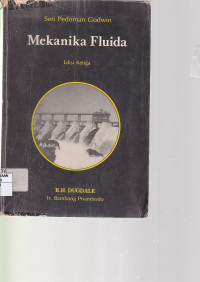 Seri Pedoman Godwin
Mekanika Fluida
Edisi Ketiga
R.H. DUGDALE
Ir. Bambang Priambodo